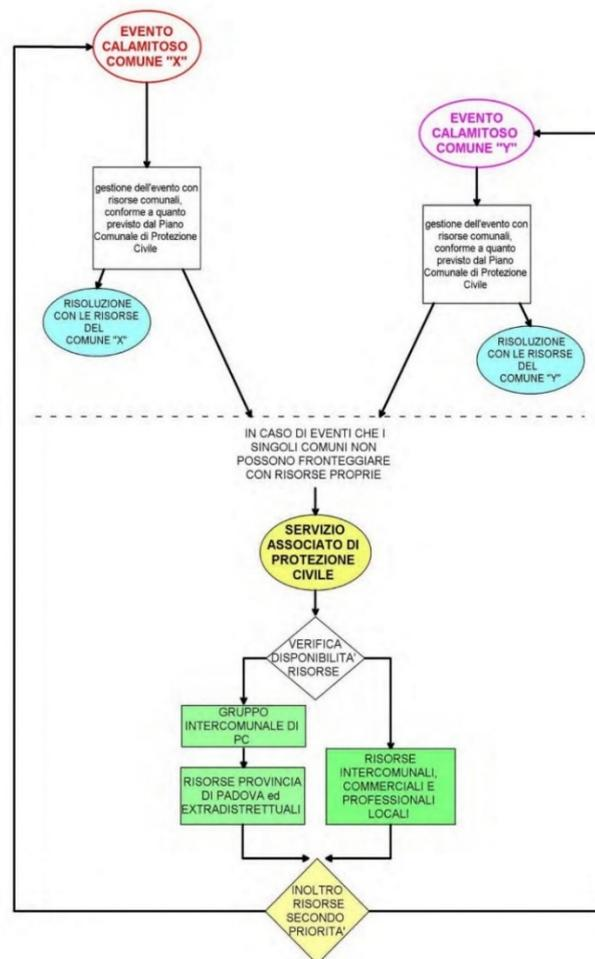 EVENTO
CALAMITOSO
COMUNE "X"
EVENTO
CALAMITOSO
COMUNE "Y"
gestione dell'evento con
risorse comunali,
conforme a quanto
previsto dal Piano
Comunale di Protezione
Civile
gestione dell'evento con
risorse comunali,
conforme a quanto
previsto dal Piano
Comunale di Protezione
Civile
RISOLUZIONE
CON LE RISORSE
DEL
COMUNE "X"
RISOLUZIONE
CON LE RISORSE
DEL
COMUNE "Y"
IN CASO DI EVENTI CHE I
SINGOLI COMUNI NON
POSSONO FRONTEGGIARE
CON RISORSE PROPRIE
SERVIZIO
ASSOCIATO DI
PROTEZIONE
CIVILE
VERIFICA
DISPONIBILITA'
RISORSE
GRUPPO
INTERCOMUNALE DI
PC
RISORSE PROVINCIA
DI PADOVA ed
EXTRADISTRETTUALI
RISORSE
INTERCOMUNALI,
COMMERCIALI E
PROFESSIONALI
LOCALI
INOLTRO
RISORSE
SECONDO
PRIORITA'